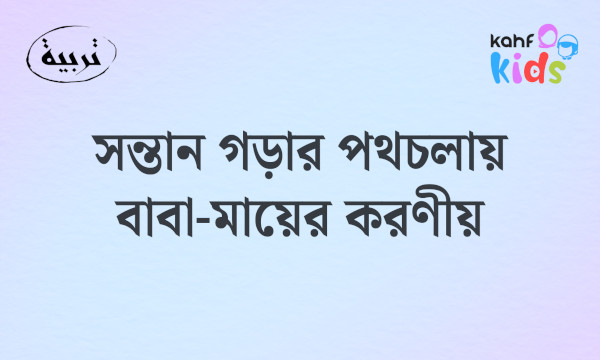 تربية
kahf
kids
সন্তান গড়ার পথচলায়
বাবা-মায়ের করণীয়